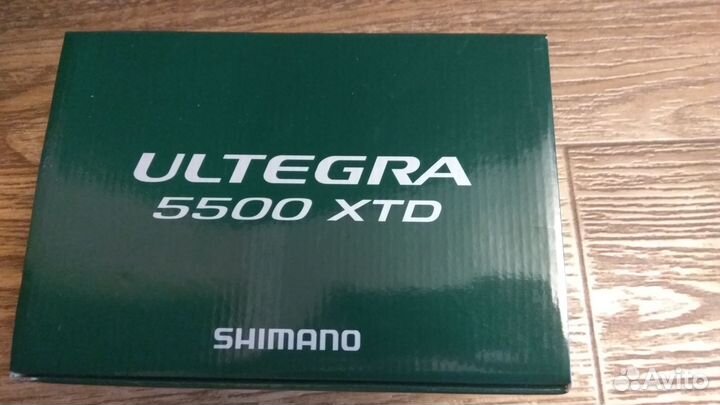 ULTEGRA
5500 XTD
SHIMANO
Avito